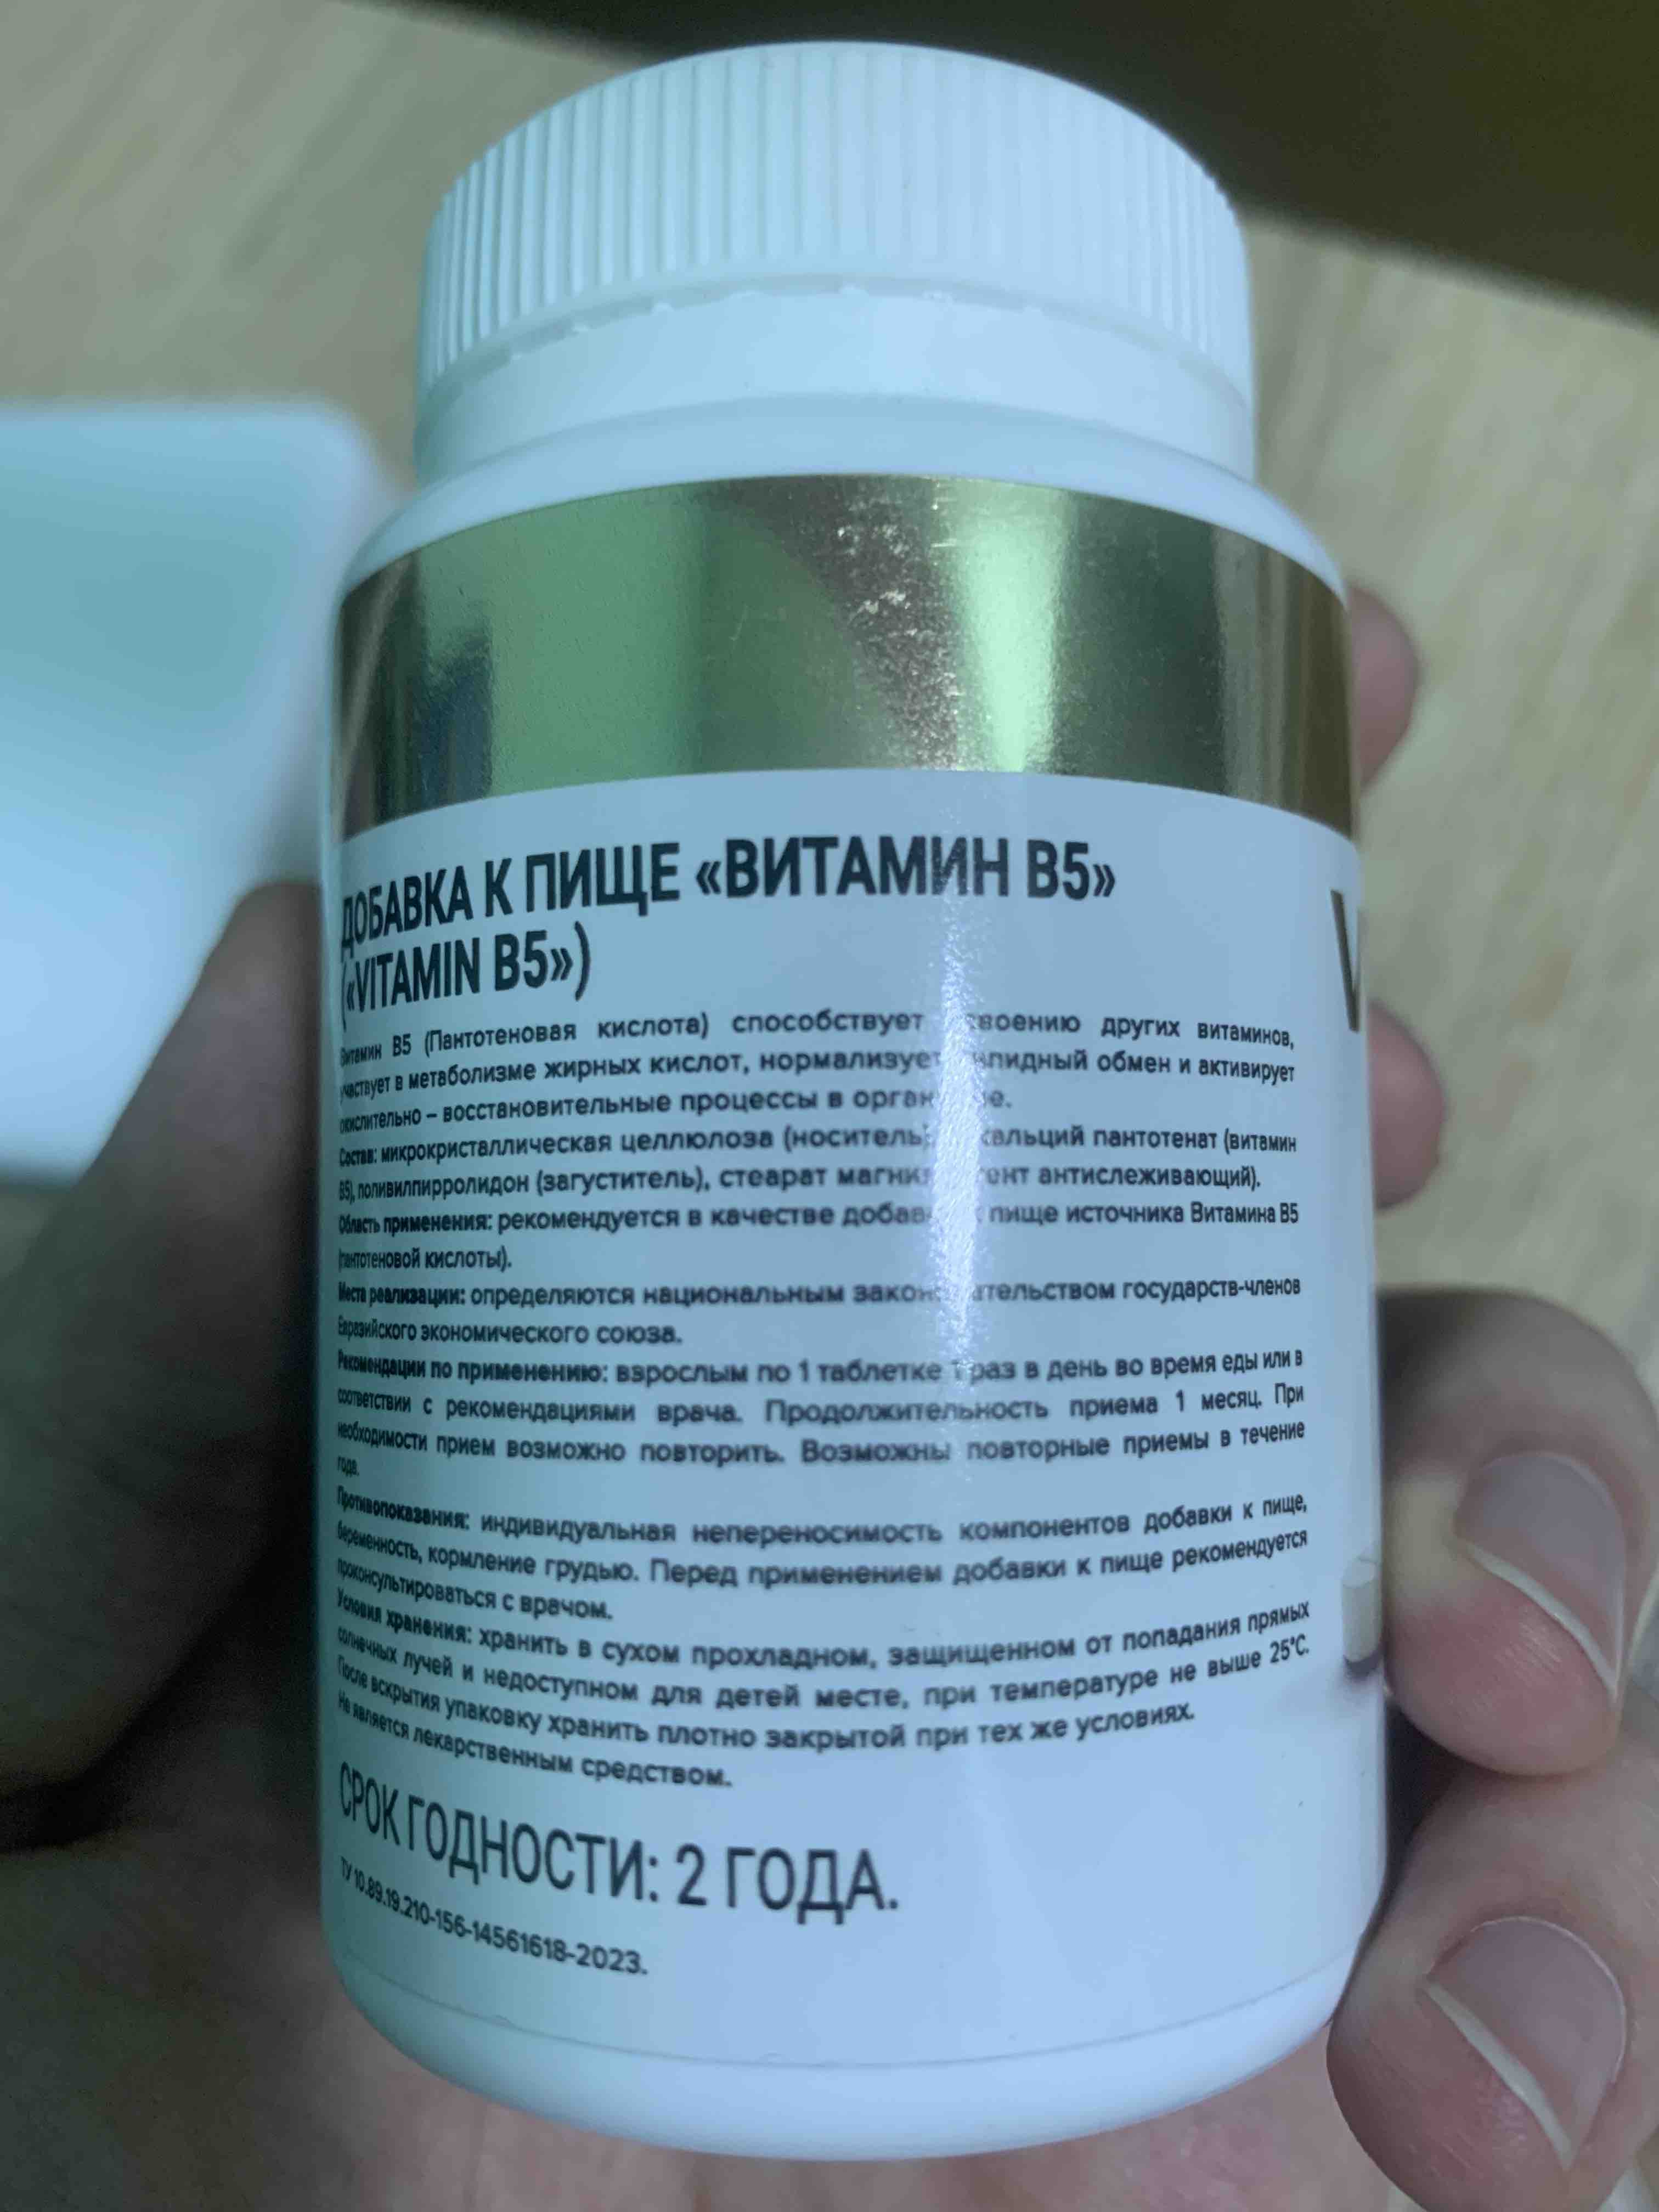 ДОБАВКА К ПИЩЕ «ВИТАМИН B5»
(«VITAMIN B5»)
Витамин B5 (Пантотеновая кислота) способствует усвоению других витаминов,
участвует в метаболизме жирных кислот, нормализует липидный обмен и активирует
окислительно – восстановительные процессы в организме.
Состав: микрокристаллическая целлюлоза (носитель), кальций пантотенат (витамин
B5), поливилпирролидон (загуститель), стеарат магния (агент антислеживающий).
Область применения: рекомендуется в качестве добавки к пище источника Витамина B5
(пантотеновой кислоты).
Места реализации: определяются национальным законодательством государств-членов
Евразийского экономического союза.
Рекомендации по применению: взрослым по 1 таблетке 1 раз в день во время еды или в
соответствии с рекомендациями врача. Продолжительность приема 1 месяц. При
необходимости прием возможно повторить. Возможны повторные приемы в течение
года.
Противопоказания: индивидуальная непереносимость компонентов добавки к пище,
беременность, кормление грудью. Перед применением добавки к пище рекомендуется
проконсультироваться с врачом.
Условия хранения: хранить в сухом прохладном, защищенном от попадания прямых
солнечных лучей и недоступном для детей месте, при температуре не выше 25°C.
После вскрытия упаковку хранить плотно закрытой при тех же условиях.
Не является лекарственным средством.
СРОК ГОДНОСТИ: 2 ГОДА.
ТУ 10.89.19.210-156-14561618-2023.